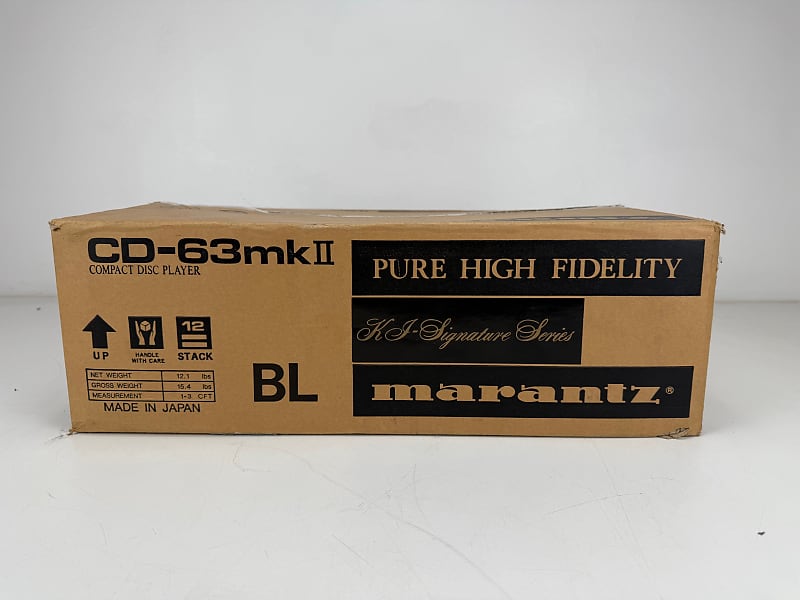 CD-63mkII
COMPACT DISC PLAYER
UP
HANDLE
WITH CARE
12
STACK
NET WEIGHT 12.1 lbs
GROSS WEIGHT 15.4 lbs
MEASUREMENT 1-3 CFT
MADE IN JAPAN
BL
PURE HIGH FIDELITY
KI-Signature Series
marantz®